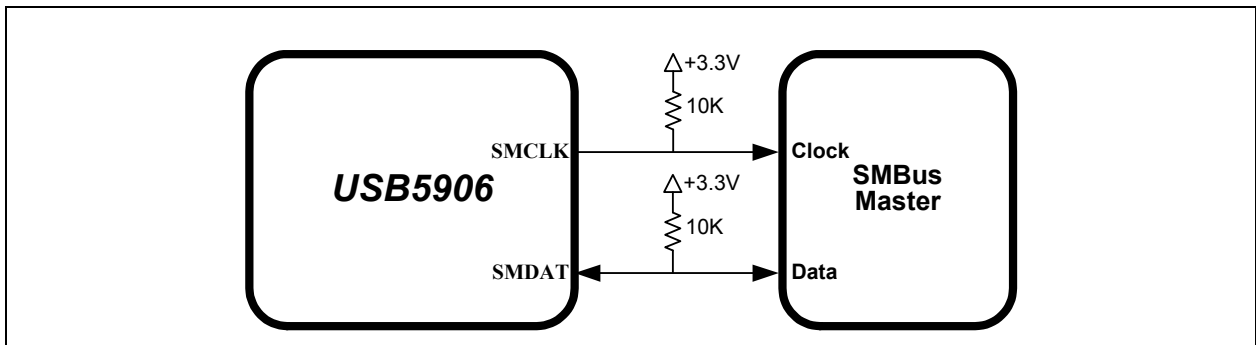 +3.3V
10K
SMCLK
Clock
USB5906
SMBus
Master
+3.3V
10K
SMDAT
Data